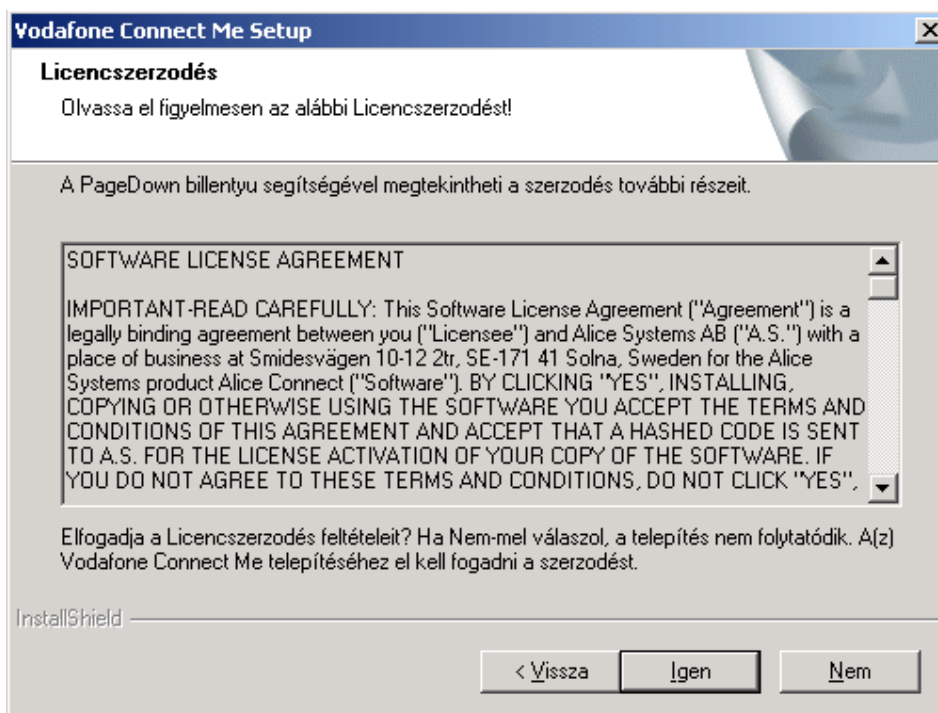 Vodafone Connect Me Setup
Licencszerzodés
Olvassa el figyelmesen az alábbi Licencszerzodést!
A PageDown billentyu segítségével megtekintheti a szerzodés további részeit.
SOFTWARE LICENSE AGREEMENT
IMPORTANT-READ CAREFULLY: This Software License Agreement ("Agreement") is a
legally binding agreement between you ("Licensee") and Alice Systems AB ("A.S.") with a
place of business at Smidesvägen 10-12 2tr, SE-171 41 Solna, Sweden for the Alice
Systems product Alice Connect ("Software"). BY CLICKING "YES", INSTALLING,
COPYING OR OTHERWISE USING THE SOFTWARE YOU ACCEPT THE TERMS AND
CONDITIONS OF THIS AGREEMENT AND ACCEPT THAT A HASHED CODE IS SENT
TO A.S. FOR THE LICENSE ACTIVATION OF YOUR COPY OF THE SOFTWARE. IF
YOU DO NOT AGREE TO THESE TERMS AND CONDITIONS, DO NOT CLICK "YES",
Elfogadja a Licencszerzodés feltételeit? Ha Nem-mel válaszol, a telepítés nem folytatódik. A(z)
Vodafone Connect Me telepítéséhez el kell fogadni a szerzodést.
InstallShield
< Vissza
Igen
Nem